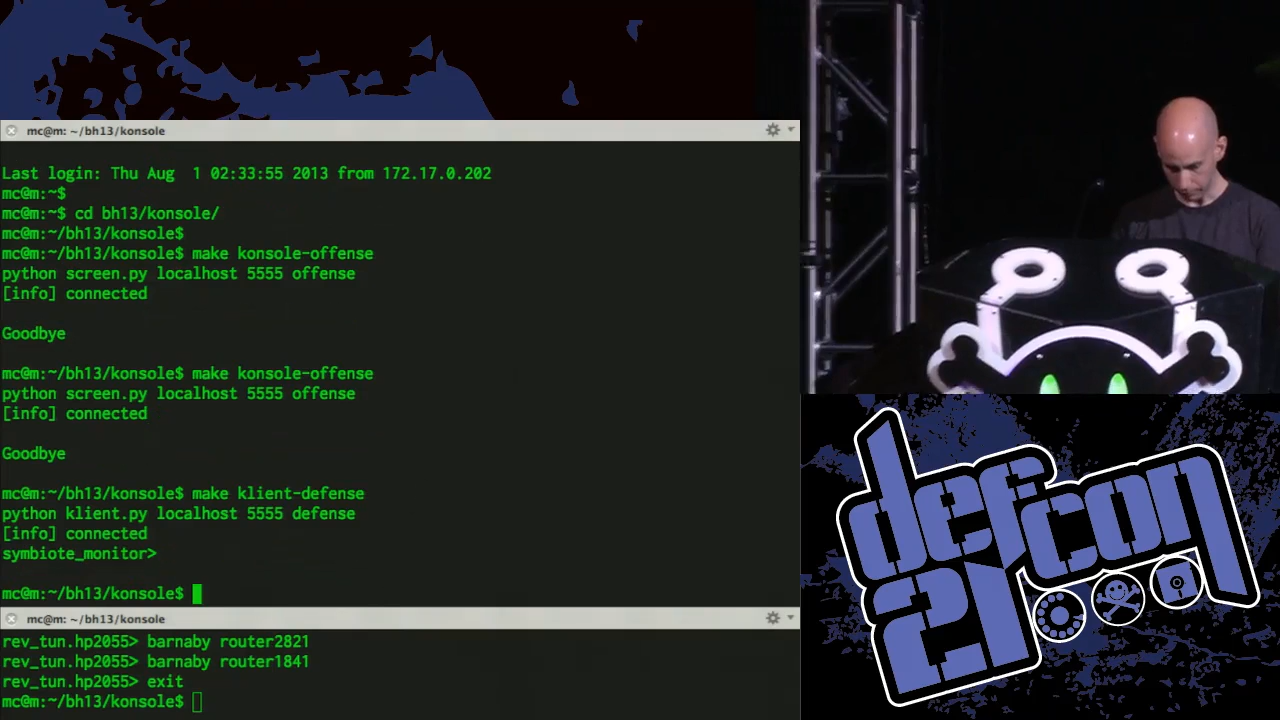 mc@m: ~/bh13/konsole
Last login: Thu Aug  1 02:33:55 2013 from 172.17.0.202
mc@m:~$
mc@m:~$ cd bh13/konsole/
mc@m:~/bh13/konsole$
mc@m:~/bh13/konsole$ make konsole-offense
python screen.py localhost 5555 offense
[info] connected
Goodbye
mc@m:~/bh13/konsole$ make konsole-offense
python screen.py localhost 5555 offense
[info] connected
Goodbye
mc@m:~/bh13/konsole$ make klient-defense
python klient.py localhost 5555 defense
[info] connected
symbiote_monitor>
mc@m:~/bh13/konsole$
mc@m: ~/bh13/konsole
rev_tun.hp2055> barnaby router2821
rev_tun.hp2055> barnaby router1841
rev_tun.hp2055> exit
mc@m:~/bh13/konsole$
defcon
21